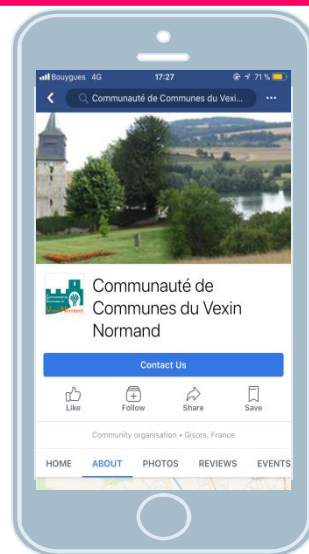 Bouygues 4G 17:27 71 %
Communauté de Communes du Vexi...
Communauté de
Communes du Vexin
Normand
Contact Us
Like Follow Share Save
Community organisation • Gisors, France
HOME ABOUT PHOTOS REVIEWS EVENTS